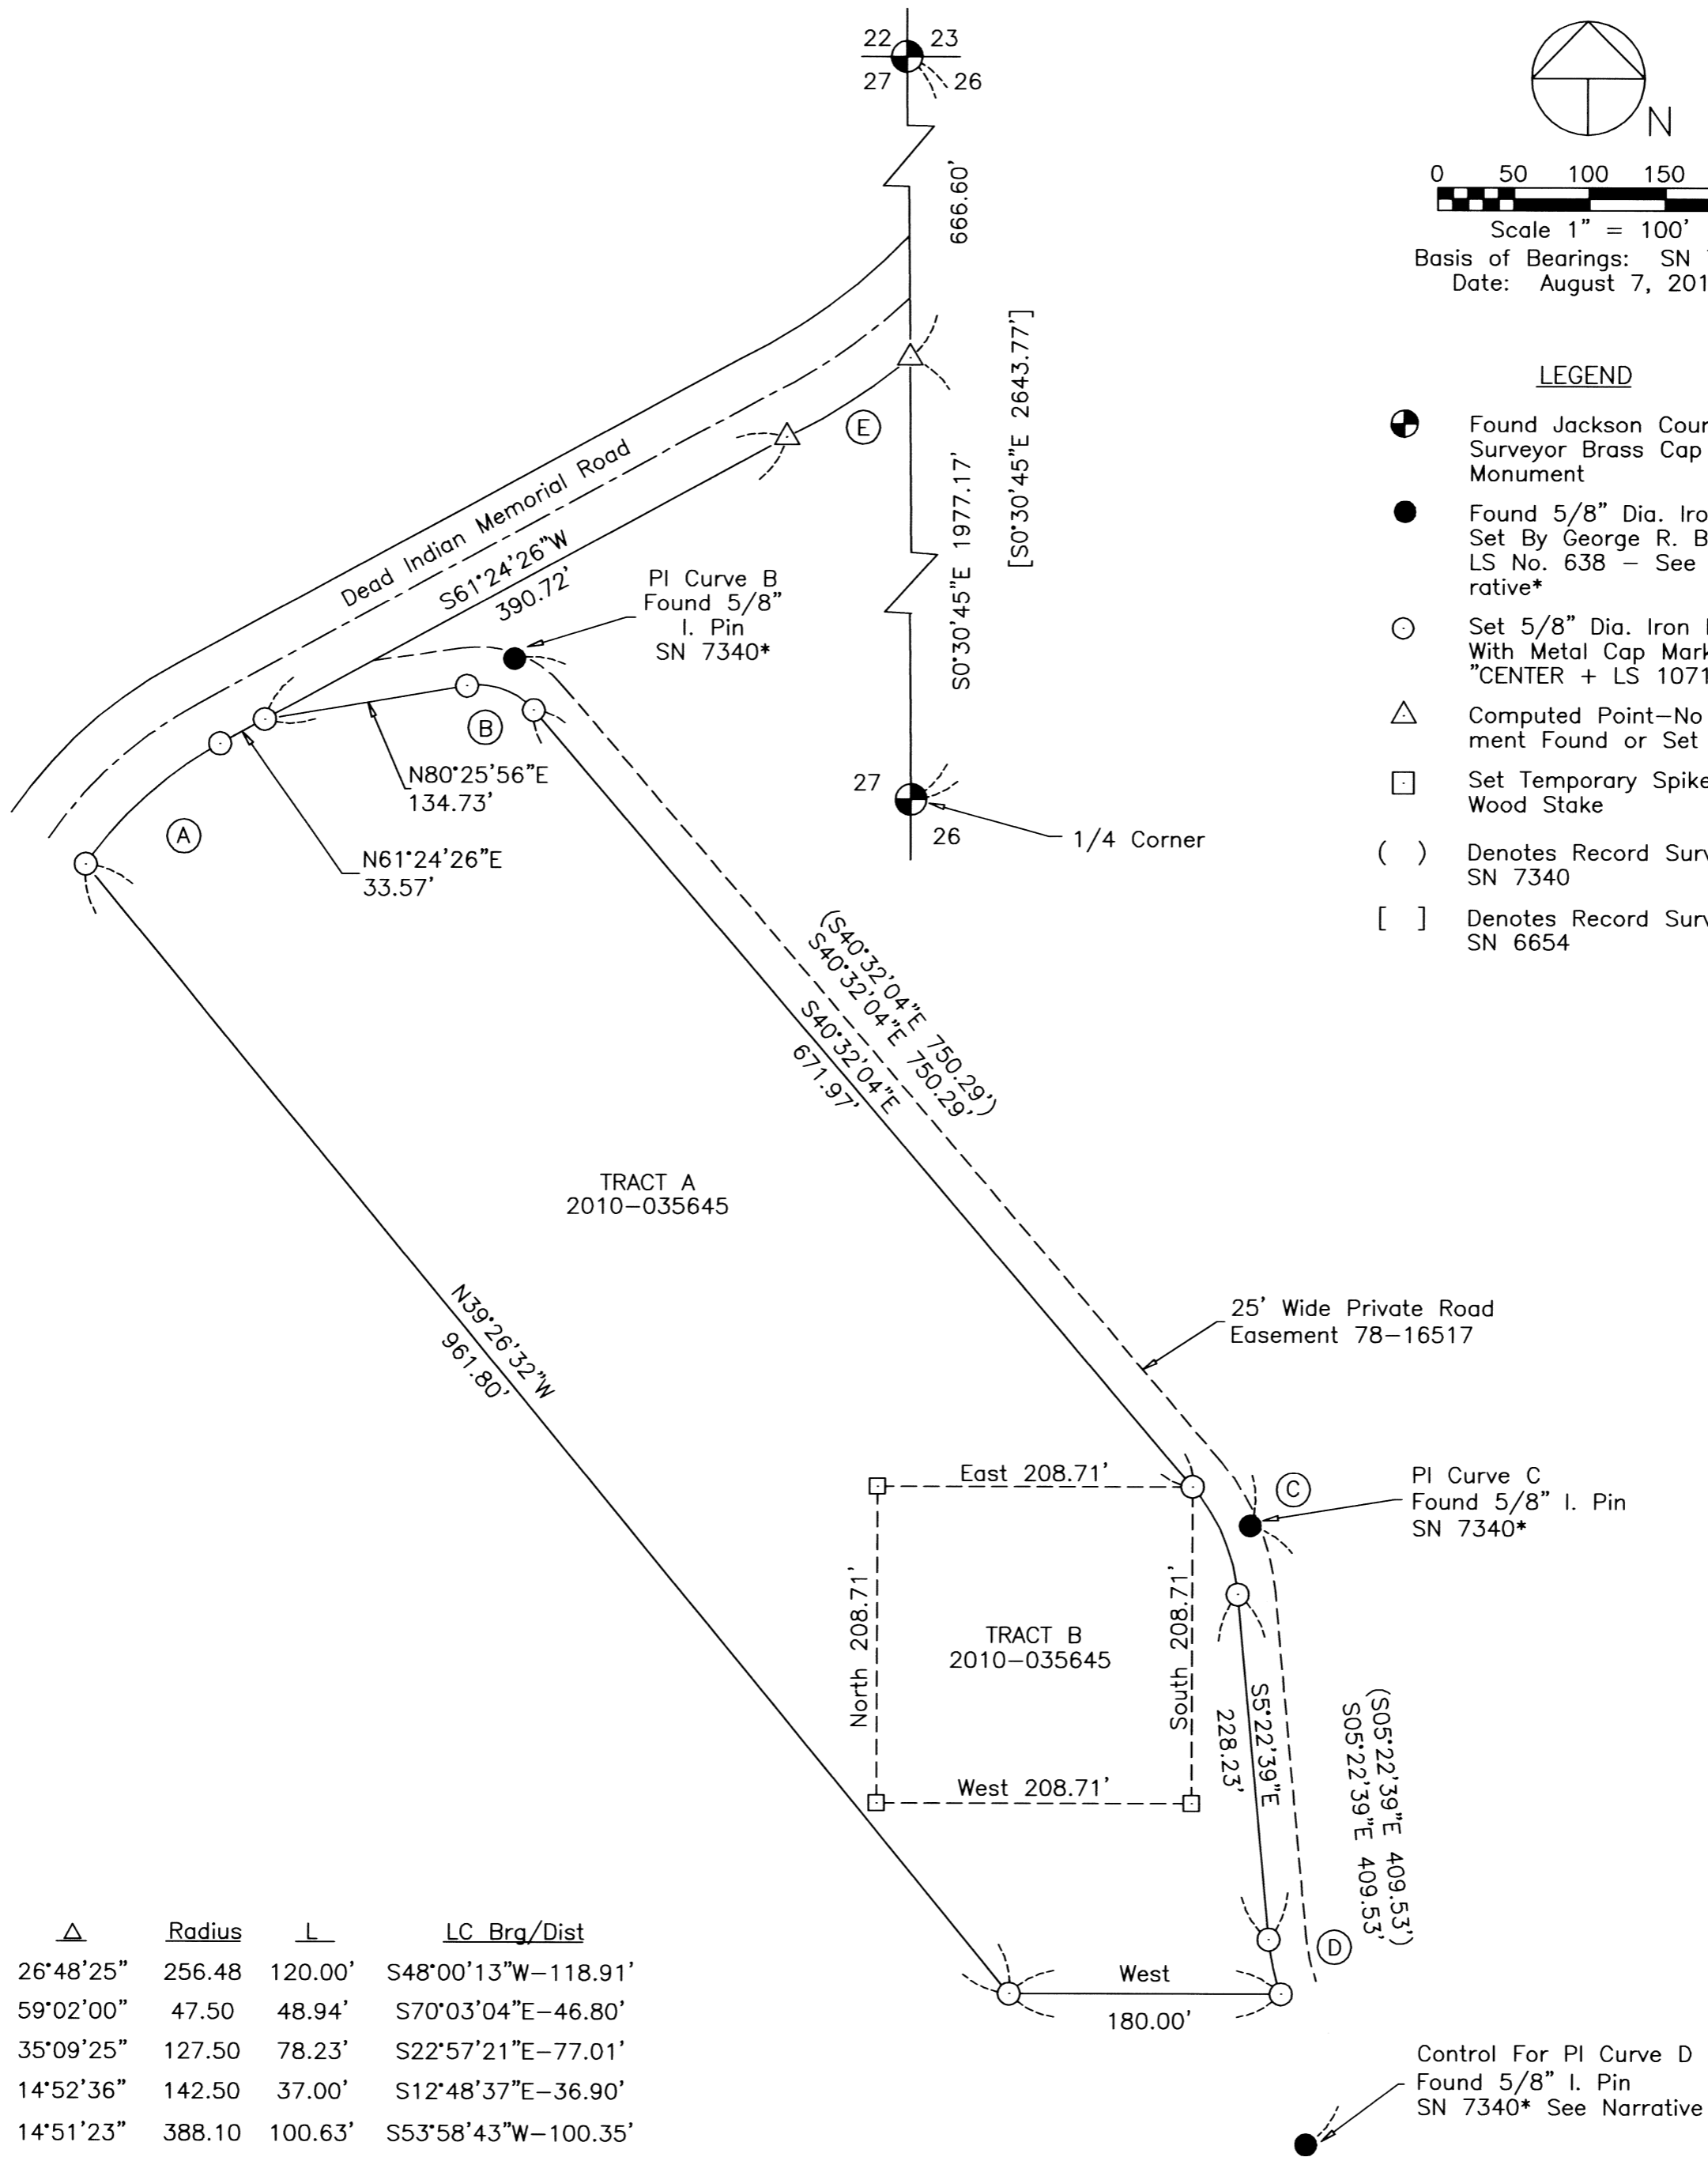 22 23
27 26
N
0 50 100 150
Scale 1" = 100'
Basis of Bearings: SN
Date: August 7, 201
666.60'
[S0°30'45"E 2643.77']
S0°30'45"E 1977.17'
LEGEND
Found Jackson Coun
Surveyor Brass Cap
Monument
Found 5/8" Dia. Iro
Set By George R. B
LS No. 638 – See
rative*
Set 5/8" Dia. Iron
With Metal Cap Mark
"CENTER + LS 1071
Computed Point–No
ment Found or Set
Set Temporary Spike
Wood Stake
( ) Denotes Record Surv
SN 7340
[ ] Denotes Record Surv
SN 6654
E
Dead Indian Memorial Road
S61°24'26"W
390.72'
PI Curve B
Found 5/8"
I. Pin
SN 7340*
B
N80°25'56"E
134.73'
A
N61°24'26"E
33.57'
27
26
1/4 Corner
(S40°32'04"E 750.29')
S40°32'04"E 750.29'
S40°32'04"E
671.97'
TRACT A
2010–035645
N39°26'32"W
961.80'
25' Wide Private Road
Easement 78–16517
East 208.71'
C
PI Curve C
Found 5/8" I. Pin
SN 7340*
North 208.71'
TRACT B
2010–035645
South 208.71'
West 208.71'
S5°22'39"E
228.23'
(S05°22'39"E 409.53')
S05°22'39"E 409.53'
D
West
180.00'
Control For PI Curve D
Found 5/8" I. Pin
SN 7340* See Narrative
△ Radius L LC Brg/Dist
26°48'25" 256.48 120.00' S48°00'13"W–118.91'
59°02'00" 47.50 48.94' S70°03'04"E–46.80'
35°09'25" 127.50 78.23' S22°57'21"E–77.01'
14°52'36" 142.50 37.00' S12°48'37"E–36.90'
14°51'23" 388.10 100.63' S53°58'43"W–100.35'